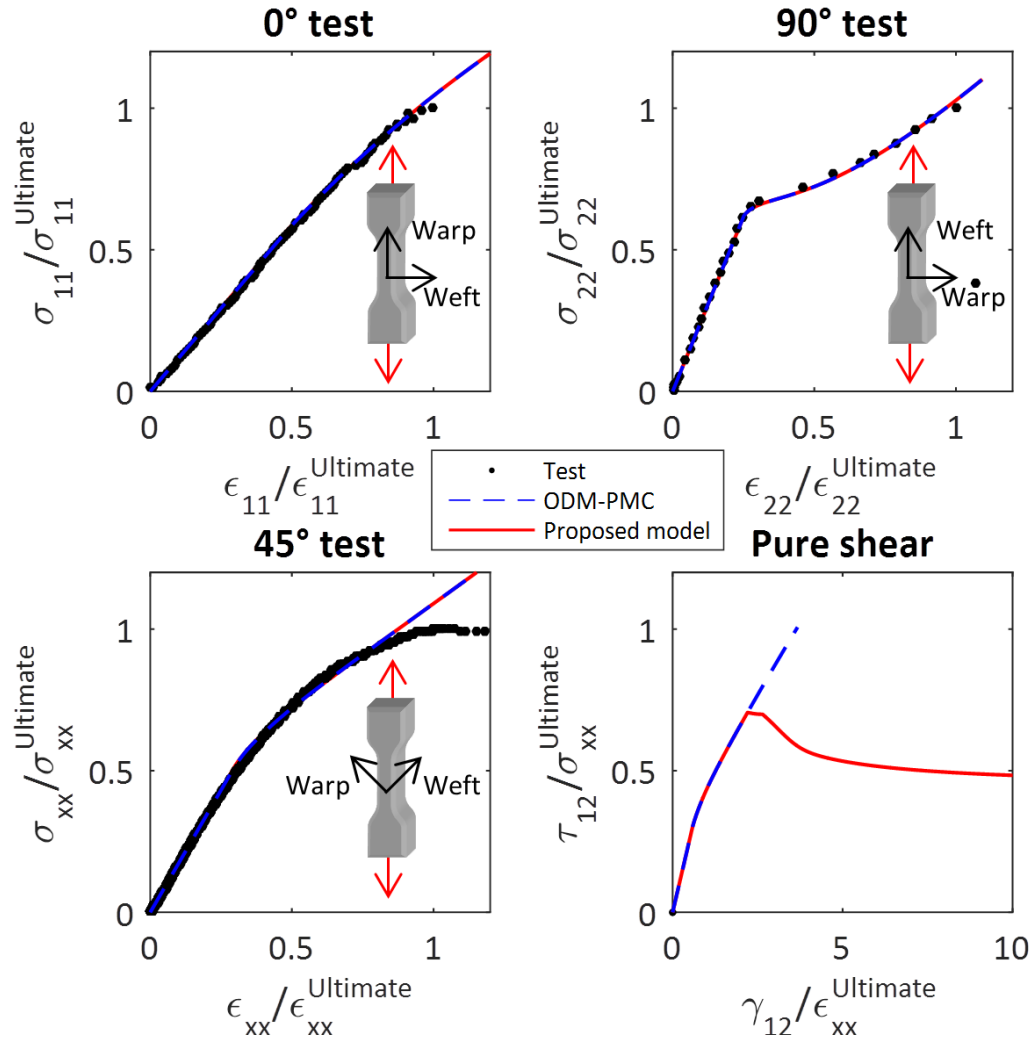 0° test
90° test
σ11/σ11Ultimate
1
0.5
0
0
0.5
1
Warp
Weft
ϵ11/ϵ11Ultimate
σ22/σ22Ultimate
1
0.5
0
0
0.5
1
Weft
Warp
ϵ22/ϵ22Ultimate
Test
ODM-PMC
Proposed model
45° test
Pure shear
σxx/σxxUltimate
1
0.5
0
0
0.5
1
Warp
Weft
ϵxx/ϵxxUltimate
τ12/σxxUltimate
1
0.5
0
0
5
10
γ12/ϵxxUltimate